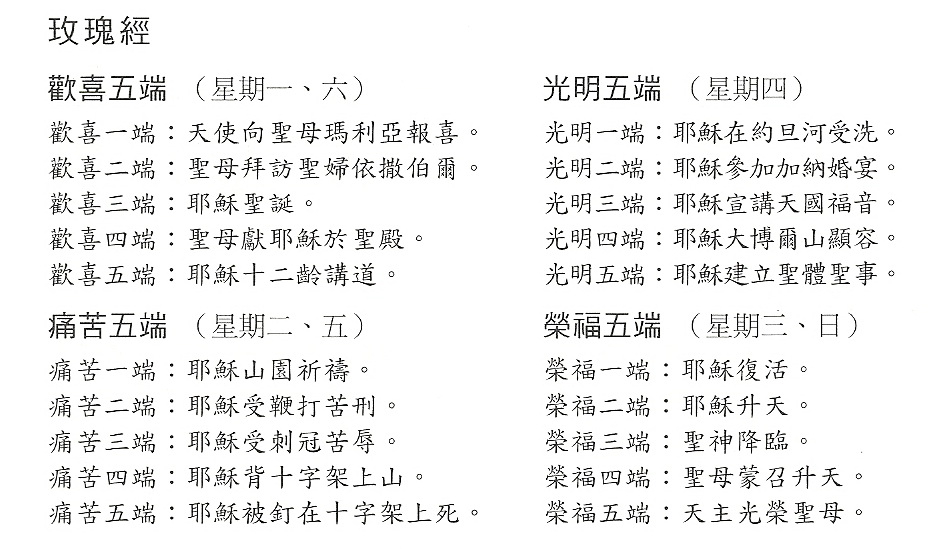 玫瑰經
歡喜五端 （星期一、六）
歡喜一端：天使向聖母瑪利亞報喜。
歡喜二端：聖母拜訪聖婦依撒伯爾。
歡喜三端：耶穌聖誕。
歡喜四端：聖母獻耶穌於聖殿。
歡喜五端：耶穌十二齡講道。
痛苦五端 （星期二、五）
痛苦一端：耶穌山園祈禱。
痛苦二端：耶穌受鞭打苦刑。
痛苦三端：耶穌受刺冠苦辱。
痛苦四端：耶穌背十字架上山。
痛苦五端：耶穌被釘在十字架上死。
光明五端 （星期四）
光明一端：耶穌在約旦河受洗。
光明二端：耶穌參加加納婚宴。
光明三端：耶穌宣講天國福音。
光明四端：耶穌大博爾山顯容。
光明五端：耶穌建立聖體聖事。
榮福五端 （星期三、日）
榮福一端：耶穌復活。
榮福二端：耶穌升天。
榮福三端：聖神降臨。
榮福四端：聖母蒙召升天。
榮福五端：天主光榮聖母。